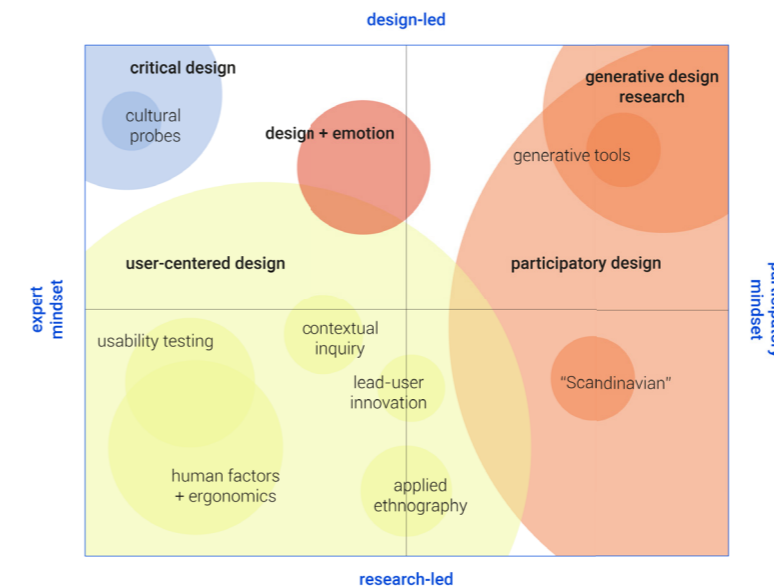 design-led
critical design
cultural
probes
design + emotion
generative design
research
generative tools
user-centered design
participatory design
expert
mindset
mindset
usability testing
contextual
inquiry
lead-user
innovation
"Scandinavian"
human factors
+ ergonomics
applied
ethnography
research-led